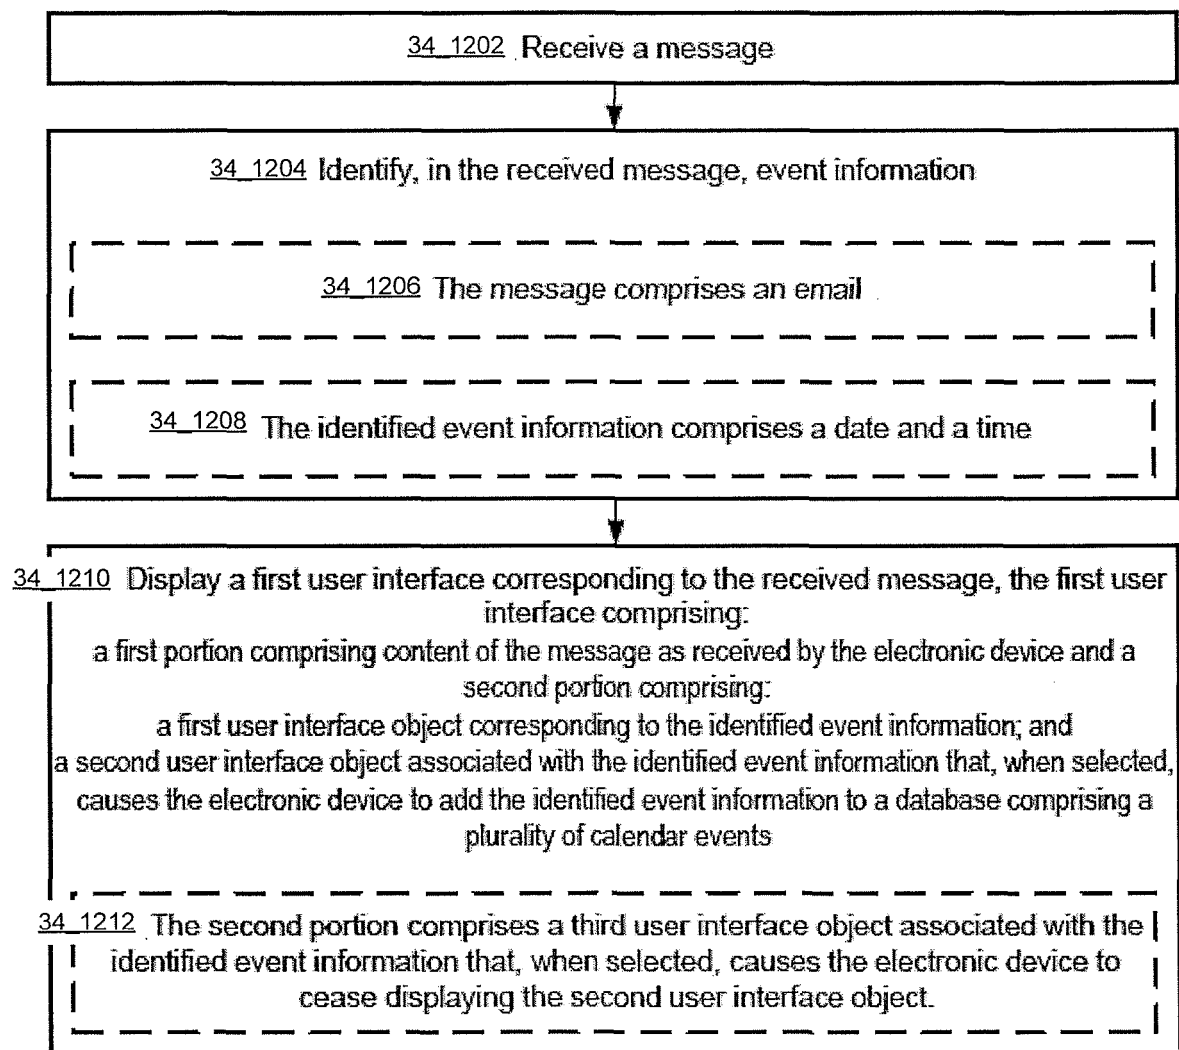 34_1202 Receive a message
34_1204 Identify, in the received message, event information
34_1206 The message comprises an email
34_1208 The identified event information comprises a date and a time
34_1210 Display a first user interface corresponding to the received message, the first user
interface comprising:
a first portion comprising content of the message as received by the electronic device and a
second portion comprising:
a first user interface object corresponding to the identified event information; and
a second user interface object associated with the identified event information that, when selected,
causes the electronic device to add the identified event information to a database comprising a
plurality of calendar events
34_1212 The second portion comprises a third user interface object associated with the
identified event information that, when selected, causes the electronic device to
cease displaying the second user interface object.